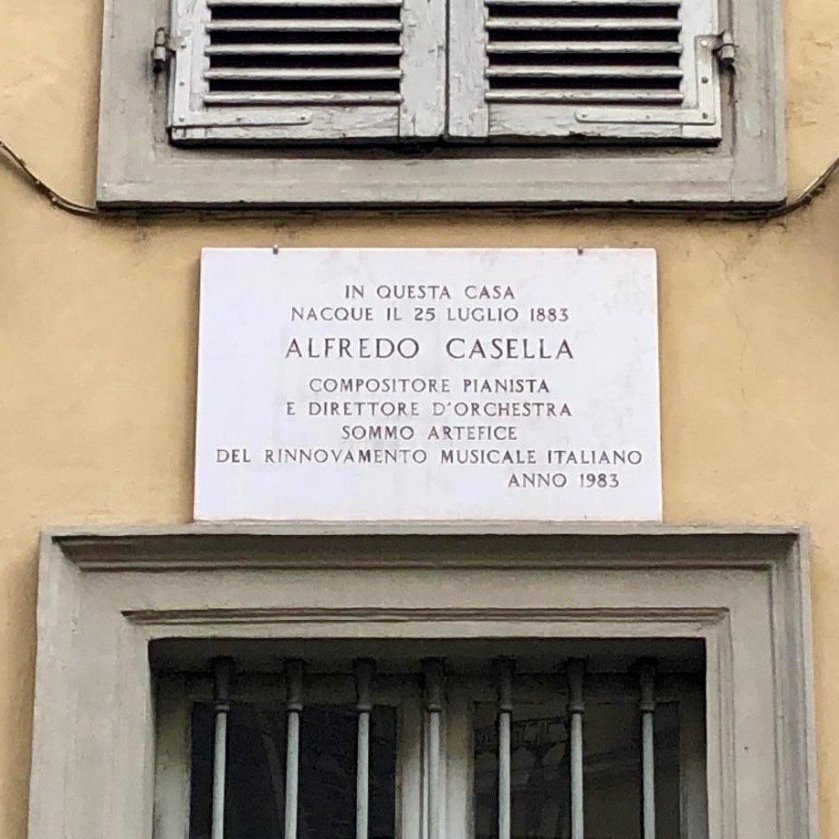 IN QUESTA CASA
NACQUE IL 25 LUGLIO 1883
ALFREDO CASELLA
COMPOSITORE PIANISTA
E DIRETTORE D'ORCHESTRA
SOMMO ARTEFICE
DEL RINNOVAMENTO MUSICALE ITALIANO
ANNO 1983